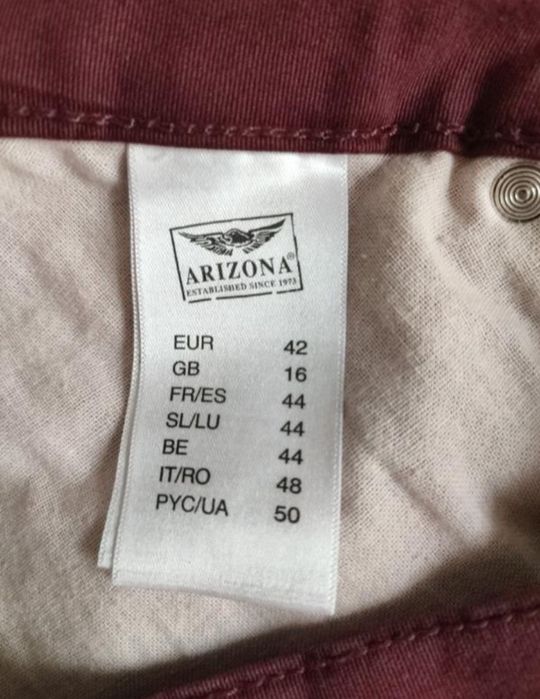 ARIZONA®
ESTABLISHED SINCE 1973
EUR 42
GB 16
FR/ES 44
SL/LU 44
BE 44
IT/RO 48
PYC/UA 50